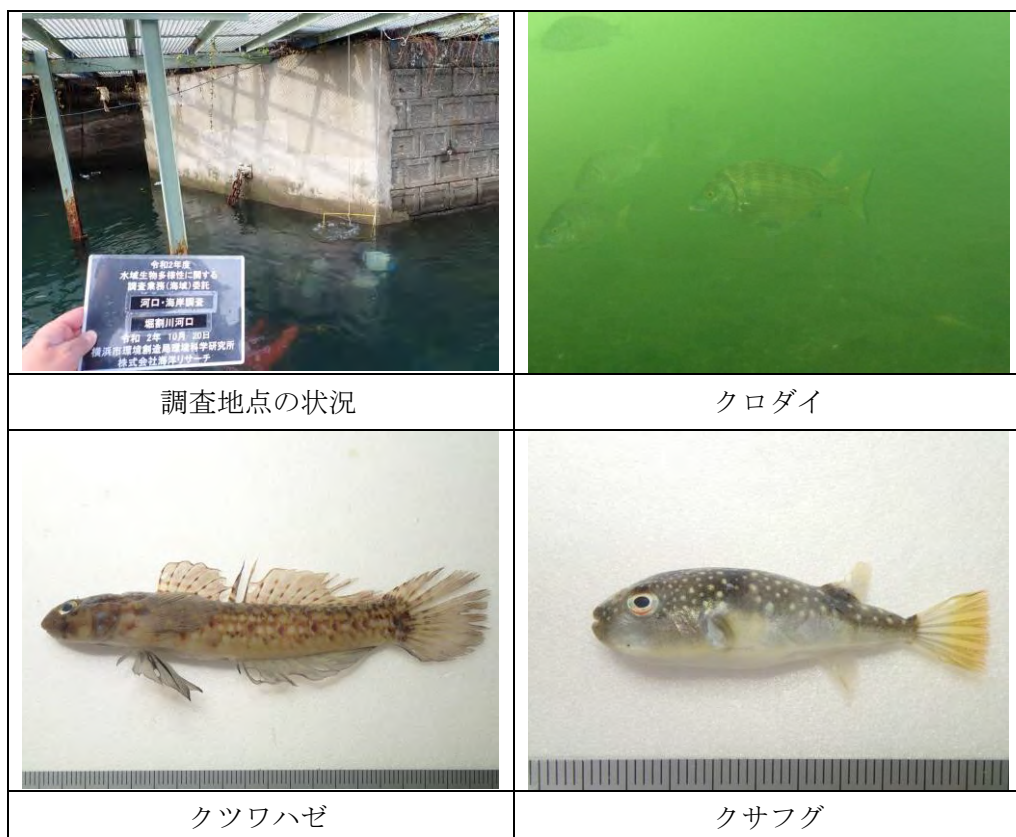 令和2年度
水域生物多様性に関する
調査業務(海域)委託
河口・海岸調査
堀割川河口
令和 2年 10月 20日
横浜市環境創造局環境科学研究所
株式会社海洋リサーチ
調査地点の状況
クロダイ
クツワハゼ
クサフグ